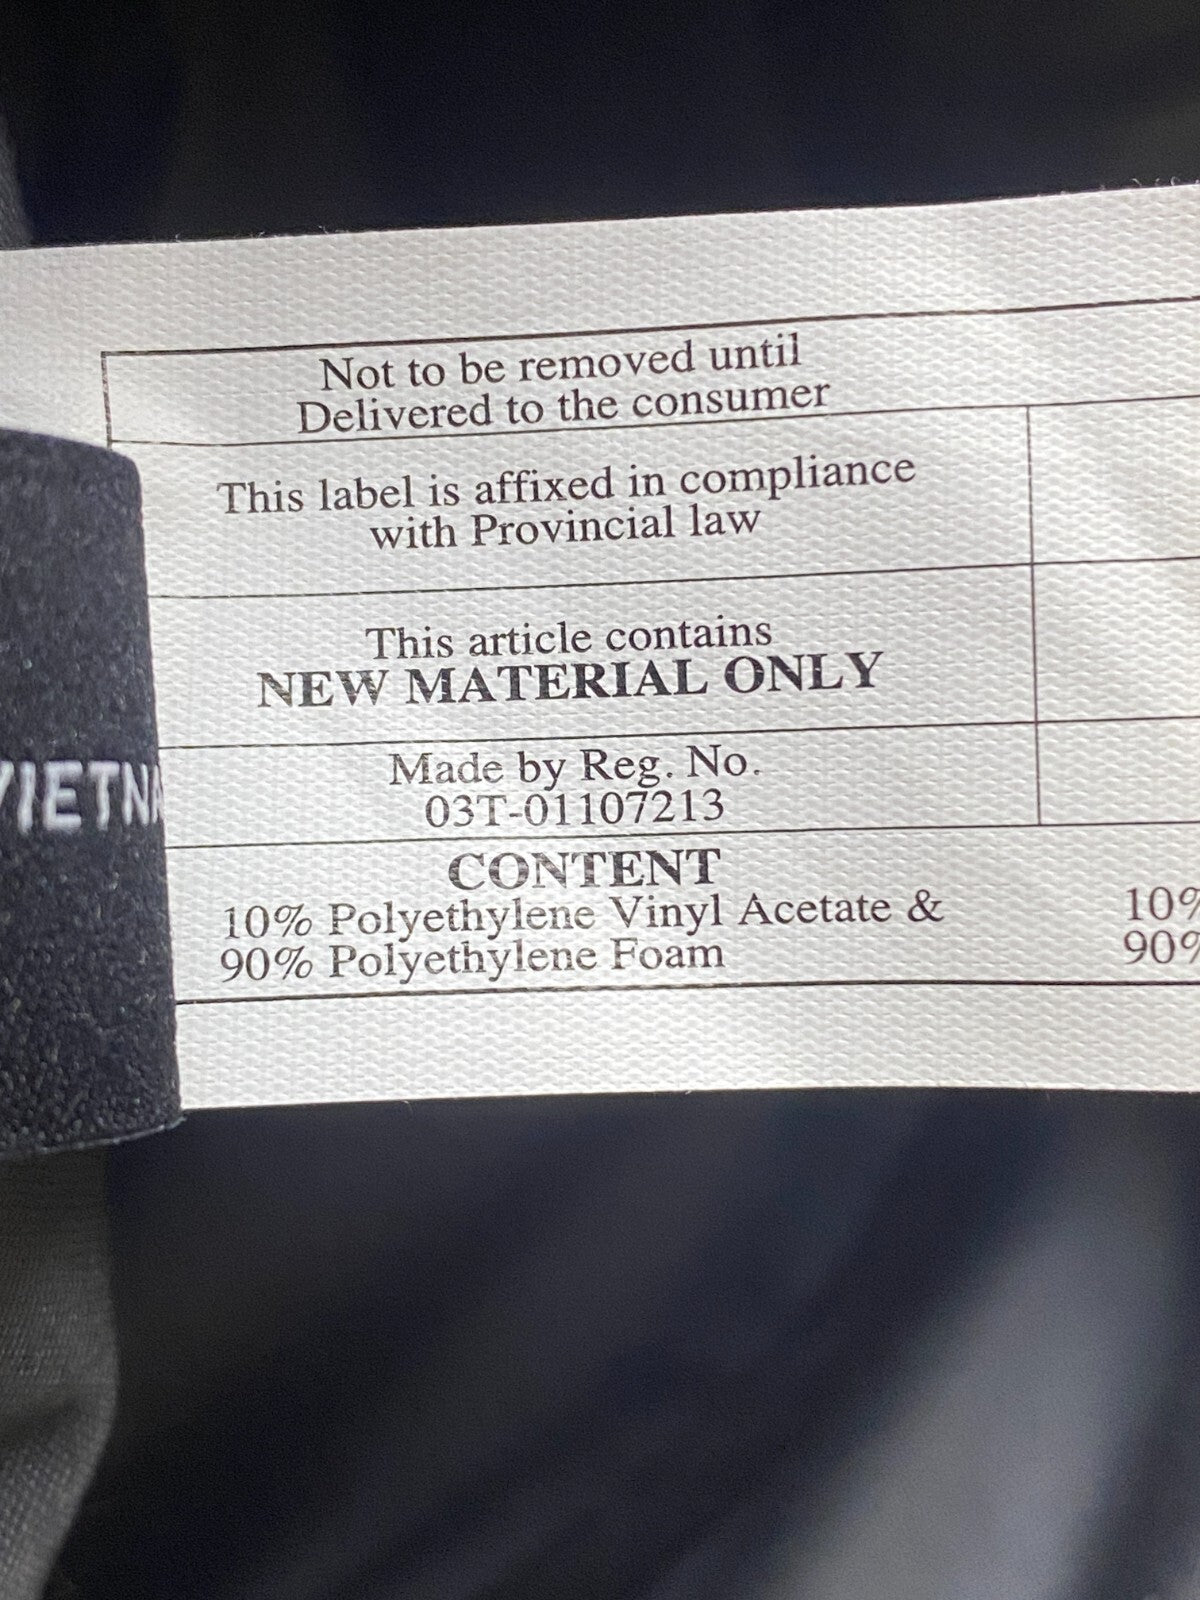 Not to be removed until
Delivered to the consumer
This label is affixed in compliance
with Provincial law
This article contains
NEW MATERIAL ONLY
Made by Reg. No.
03T-01107213
CONTENT
10% Polyethylene Vinyl Acetate &
90% Polyethylene Foam
10%
90%